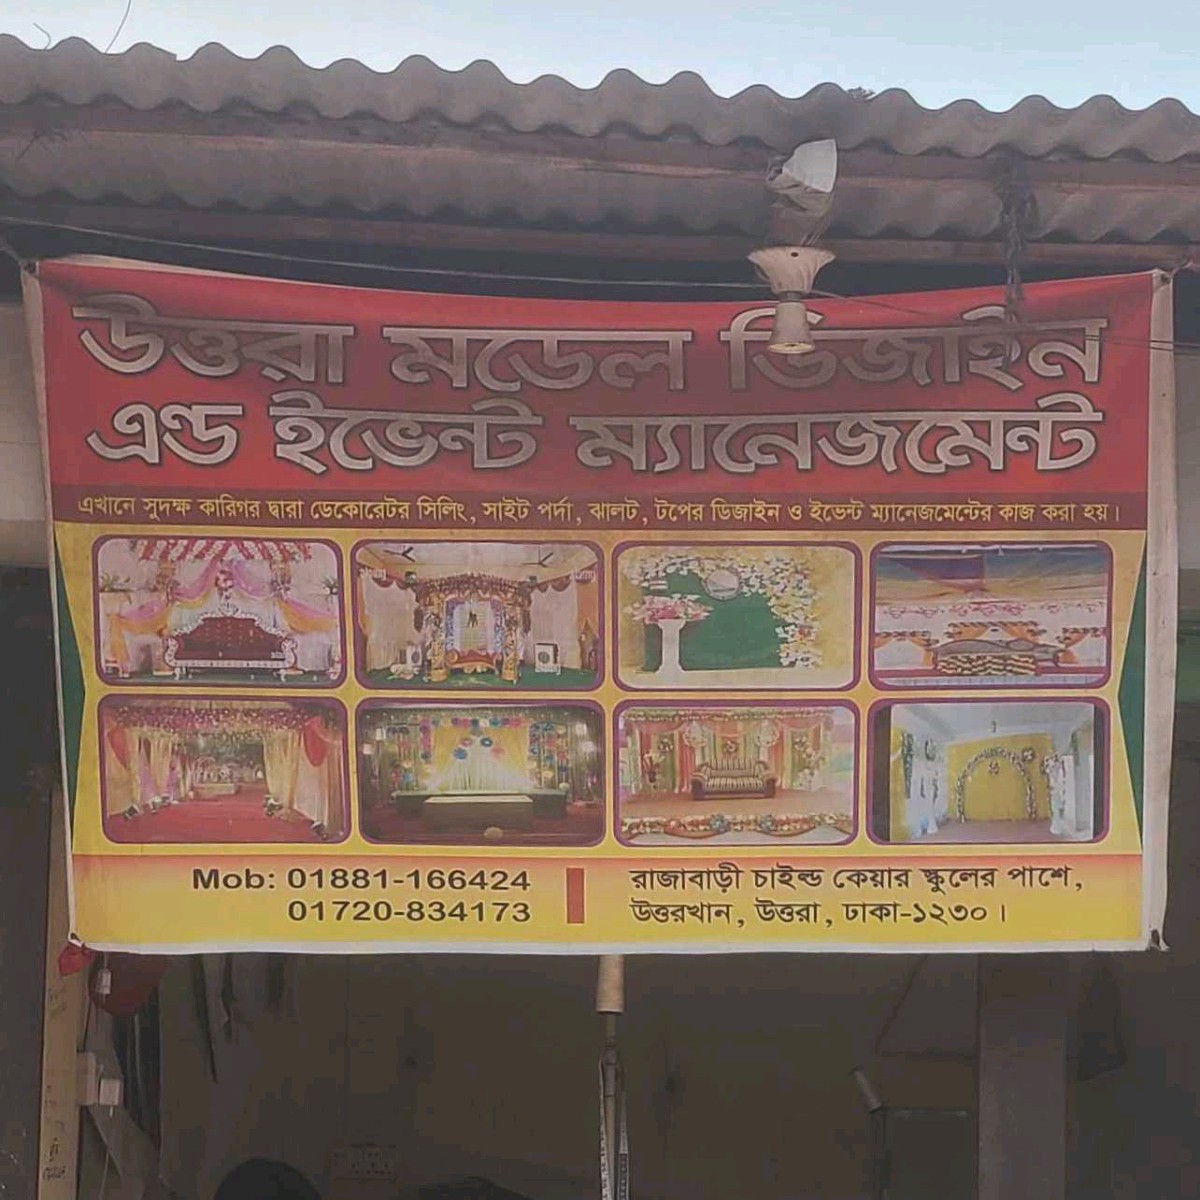 উত্তরা মডেল ডিজাইন
এণ্ড ইভেন্ট ম্যানেজমেন্ট
এখানে সুদক্ষ কারিগর দ্বারা ডেকোরেটর সিলিং, সাইট পর্দা, ঝালট, টপের ডিজাইন ও ইভেন্ট ম্যানেজমেন্টের কাজ করা হয়।
Mob: 01881-166424
01720-834173
রাজাবাড়ী চাইল্ড কেয়ার স্কুলের পাশে,
উত্তরখান, উত্তরা, ঢাকা-১২৩০।